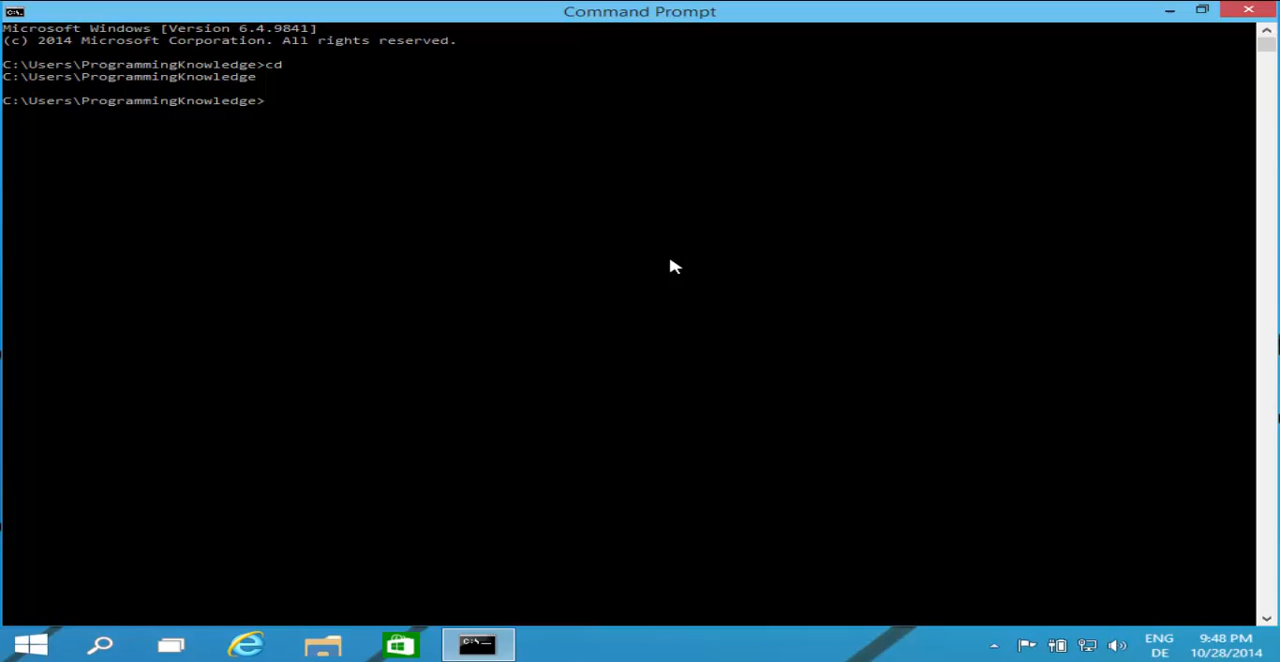 Command Prompt
Microsoft Windows [Version 6.4.9841]
(c) 2014 Microsoft Corporation. All rights reserved.
C:\Users\ProgrammingKnowledge>cd
C:\Users\ProgrammingKnowledge
C:\Users\ProgrammingKnowledge>
ENG 9:48 PM
DE 10/28/2014